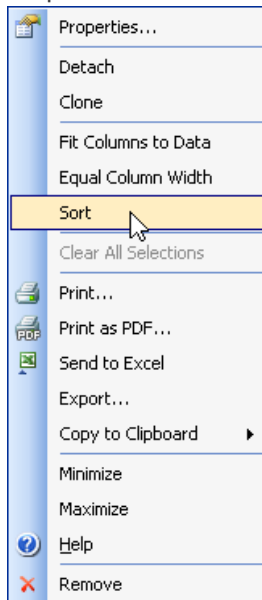 Properties...
Detach
Clone
Fit Columns to Data
Equal Column Width
Sort
Clear All Selections
Print...
PDF
Print as PDF...
Send to Excel
Export...
Copy to Clipboard
Minimize
Maximize
Help
Remove